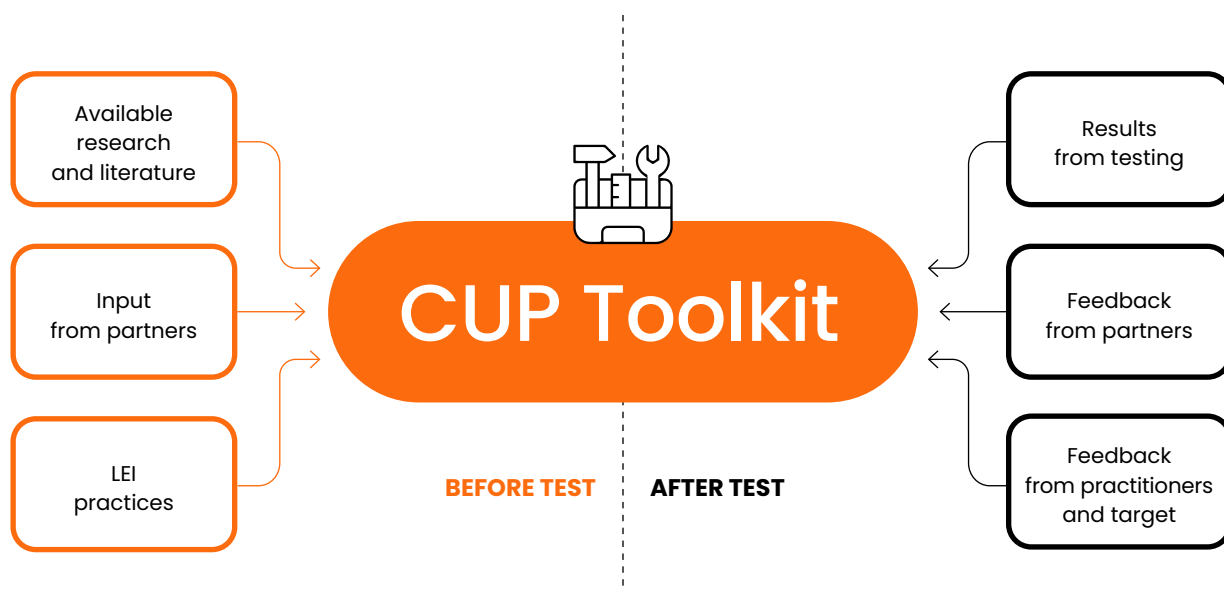 Available
research
and literature
Input
from partners
LEI
practices
CUP Toolkit
BEFORE TEST
AFTER TEST
Results
from testing
Feedback
from partners
Feedback
from practitioners
and target